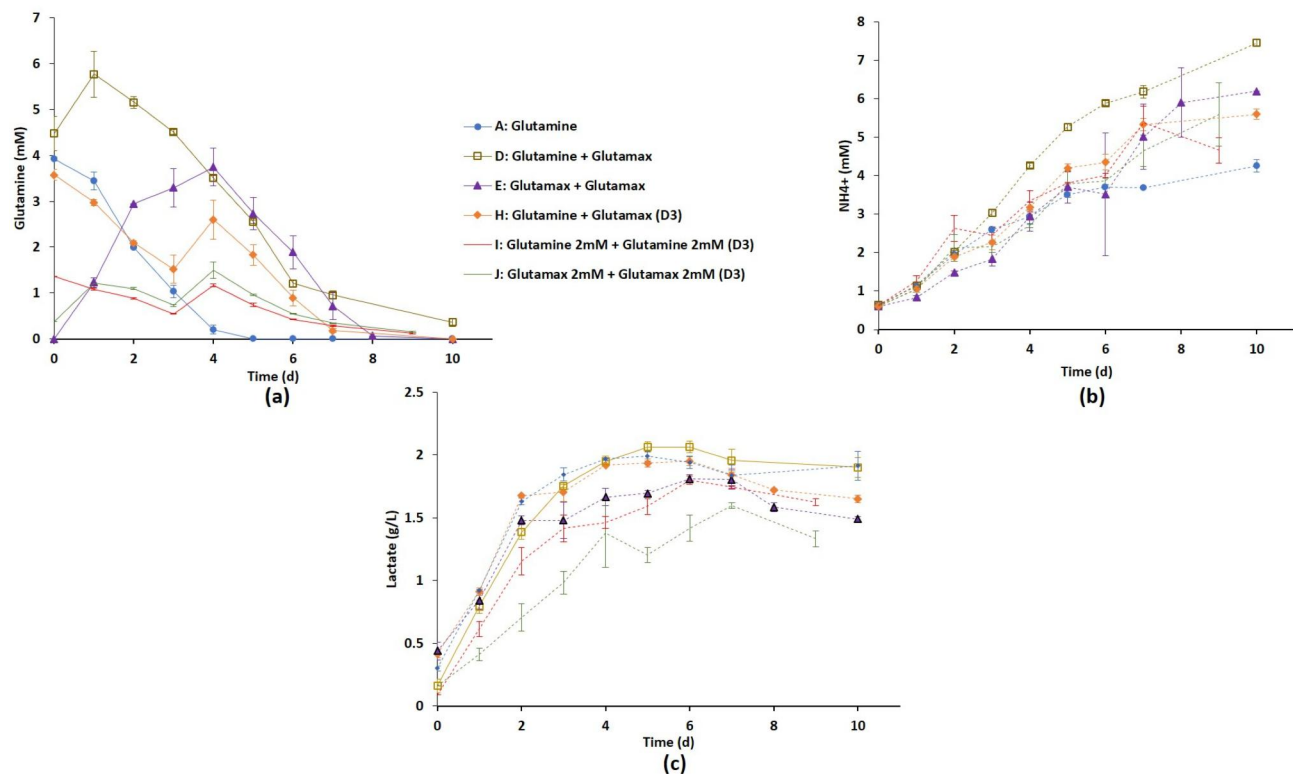 7
6
5
4
3
2
1
0
Glutamine (mM)
0 2 4 6 8 10
Time (d)
(a)
A: Glutamine
D: Glutamine + Glutamax
E: Glutamax + Glutamax
H: Glutamine + Glutamax (D3)
I: Glutamine 2mM + Glutamine 2mM (D3)
J: Glutamax 2mM + Glutamax 2mM (D3)
8
7
6
5
4
3
2
1
0
NH4+ (mM)
0 2 4 6 8 10
Time (d)
(b)
2.5
2
1.5
1
0.5
0
Lactate (g/L)
0 2 4 6 8 10
Time (d)
(c)